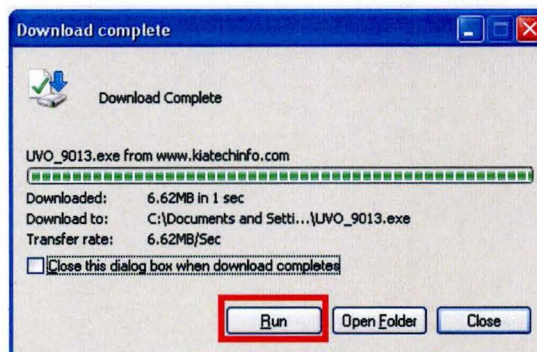 Download complete
Download Complete
UVO_9013.exe from www.kiatechinfo.com
Downloaded: 6.62MB in 1 sec
Download to: C:\Documents and Setti...\UVO_9013.exe
Transfer rate: 6.62MB/Sec
Close this dialog box when download completes
Run Open Folder Close